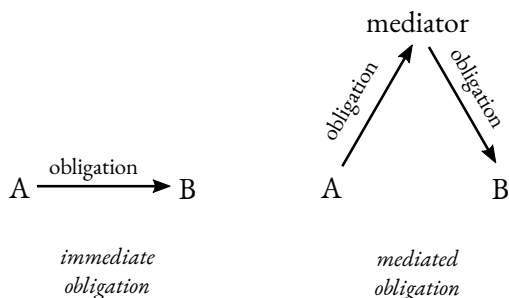 obligation
A
B
immediate
obligation
mediator
obligation
obligation
A
B
mediated
obligation